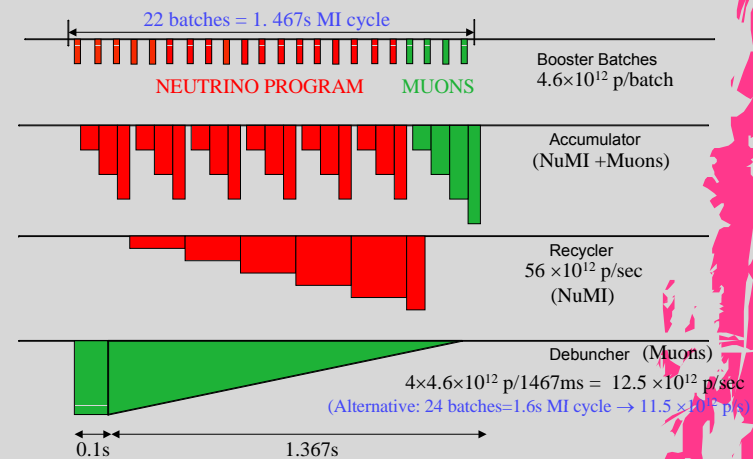 22 batches = 1. 467s MI cycle
Booster Batches
4.6×10¹² p/batch
NEUTRINO PROGRAM MUONS
Accumulator
(NuMI +Muons)
Recycler
56 ×10¹² p/sec
(NuMI)
Debuncher (Muons)
4×4.6×10¹² p/1467ms = 12.5 ×10¹² p/sec
(Alternative: 24 batches=1.6s MI cycle → 11.5 ×10¹² p/s)
0.1s 1.367s